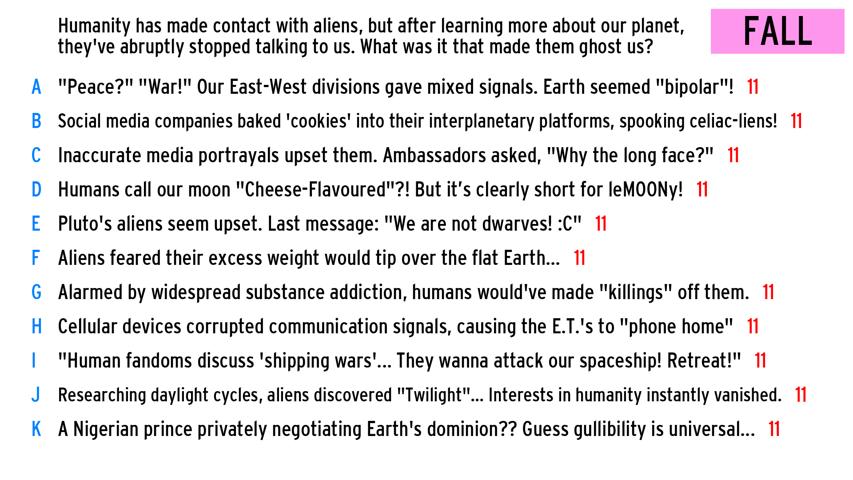 Humanity has made contact with aliens, but after learning more about our planet,
they've abruptly stopped talking to us. What was it that made them ghost us?
FALL
A "Peace?" "War!" Our East-West divisions gave mixed signals. Earth seemed "bipolar"! 11
B Social media companies baked 'cookies' into their interplanetary platforms, spooking celiac-liens! 11
C Inaccurate media portrayals upset them. Ambassadors asked, "Why the long face?" 11
D Humans call our moon "Cheese-Flavoured"?! But it's clearly short for leMOONy! 11
E Pluto's aliens seem upset. Last message: "We are not dwarves! :C" 11
F Aliens feared their excess weight would tip over the flat Earth... 11
G Alarmed by widespread substance addiction, humans would've made "killings" off them. 11
H Cellular devices corrupted communication signals, causing the E.T.'s to "phone home" 11
I "Human fandoms discuss 'shipping wars'... They wanna attack our spaceship! Retreat!" 11
J Researching daylight cycles, aliens discovered "Twilight"... Interests in humanity instantly vanished. 11
K A Nigerian prince privately negotiating Earth's dominion?? Guess gullibility is universal... 11